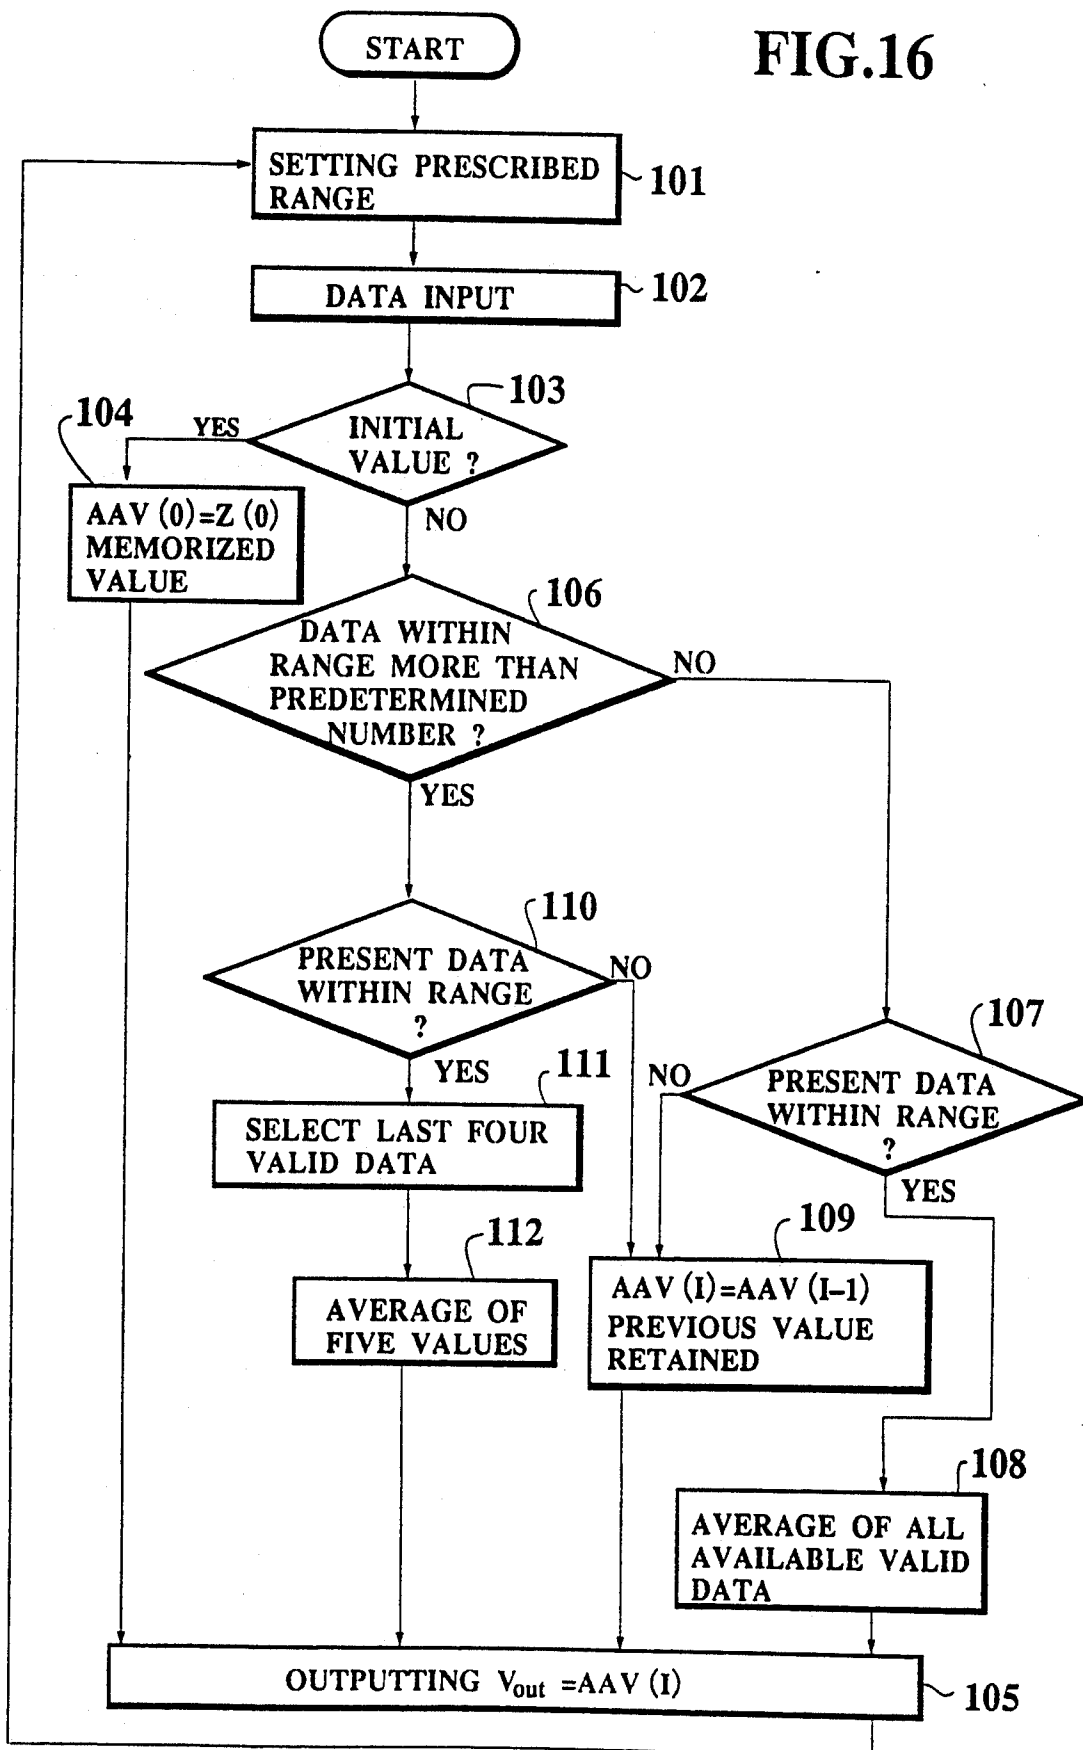 START
FIG.16
SETTING PRESCRIBED
RANGE
101
DATA INPUT
102
103
INITIAL
VALUE ?
YES
104
AAV (0)=Z (0)
MEMORIZED
VALUE
NO
106
DATA WITHIN
RANGE MORE THAN
PREDETERMINED
NUMBER ?
NO
YES
110
PRESENT DATA
WITHIN RANGE
?
NO
YES
107
PRESENT DATA
WITHIN RANGE
?
NO
YES
111
SELECT LAST FOUR
VALID DATA
112
AVERAGE OF
FIVE VALUES
109
AAV (I)=AAV (I–1)
PREVIOUS VALUE
RETAINED
108
AVERAGE OF ALL
AVAILABLE VALID
DATA
OUTPUTTING Vout =AAV (I)
105